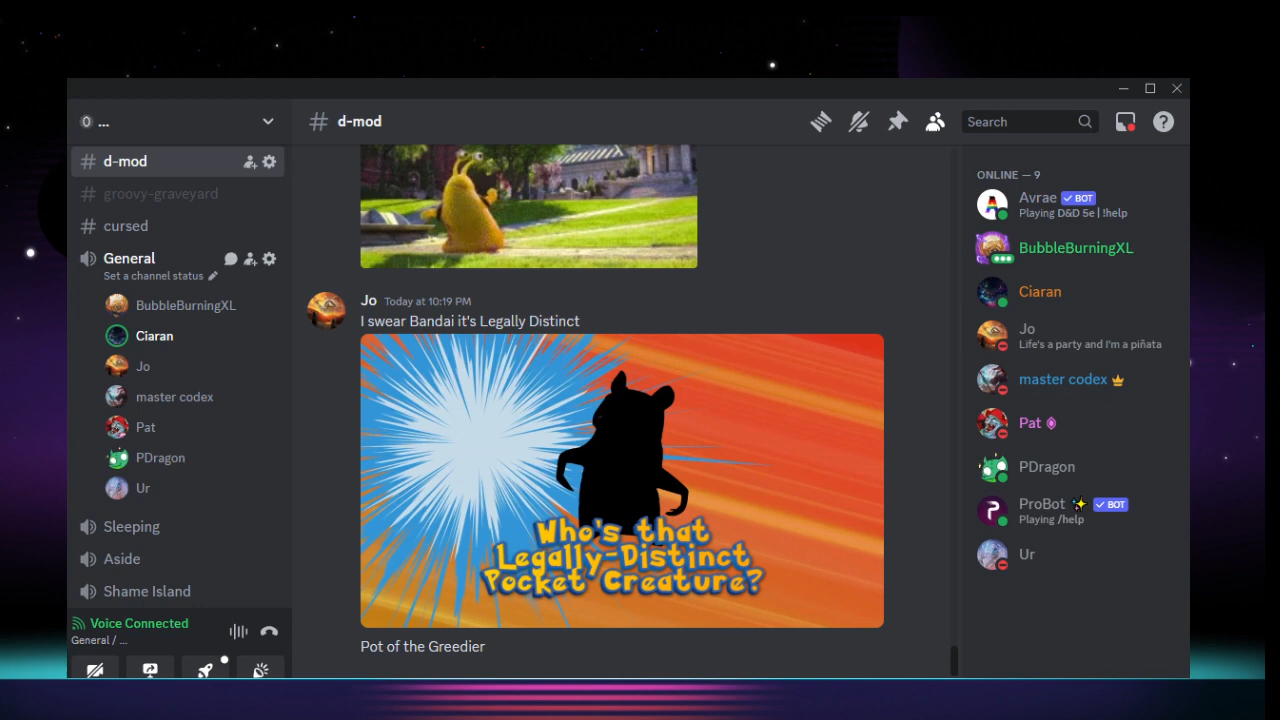 ...
d-mod
groovy-graveyard
cursed
General
Set a channel status
BubbleBurningXL
Ciaran
Jo
master codex
Pat
PDragon
Ur
Sleeping
Aside
Shame Island
Voice Connected
General / ...
d-mod
Search
Jo Today at 10:19 PM
I swear Bandai it's Legally Distinct
Who's that
Legally-Distinct
Pocket Creature?
Pot of the Greedier
ONLINE — 9
Avrae BOT
Playing D&D 5e | !help
BubbleBurningXL
Ciaran
Jo
Life's a party and I'm a piñata
master codex
Pat
PDragon
ProBot BOT
Playing /help
Ur